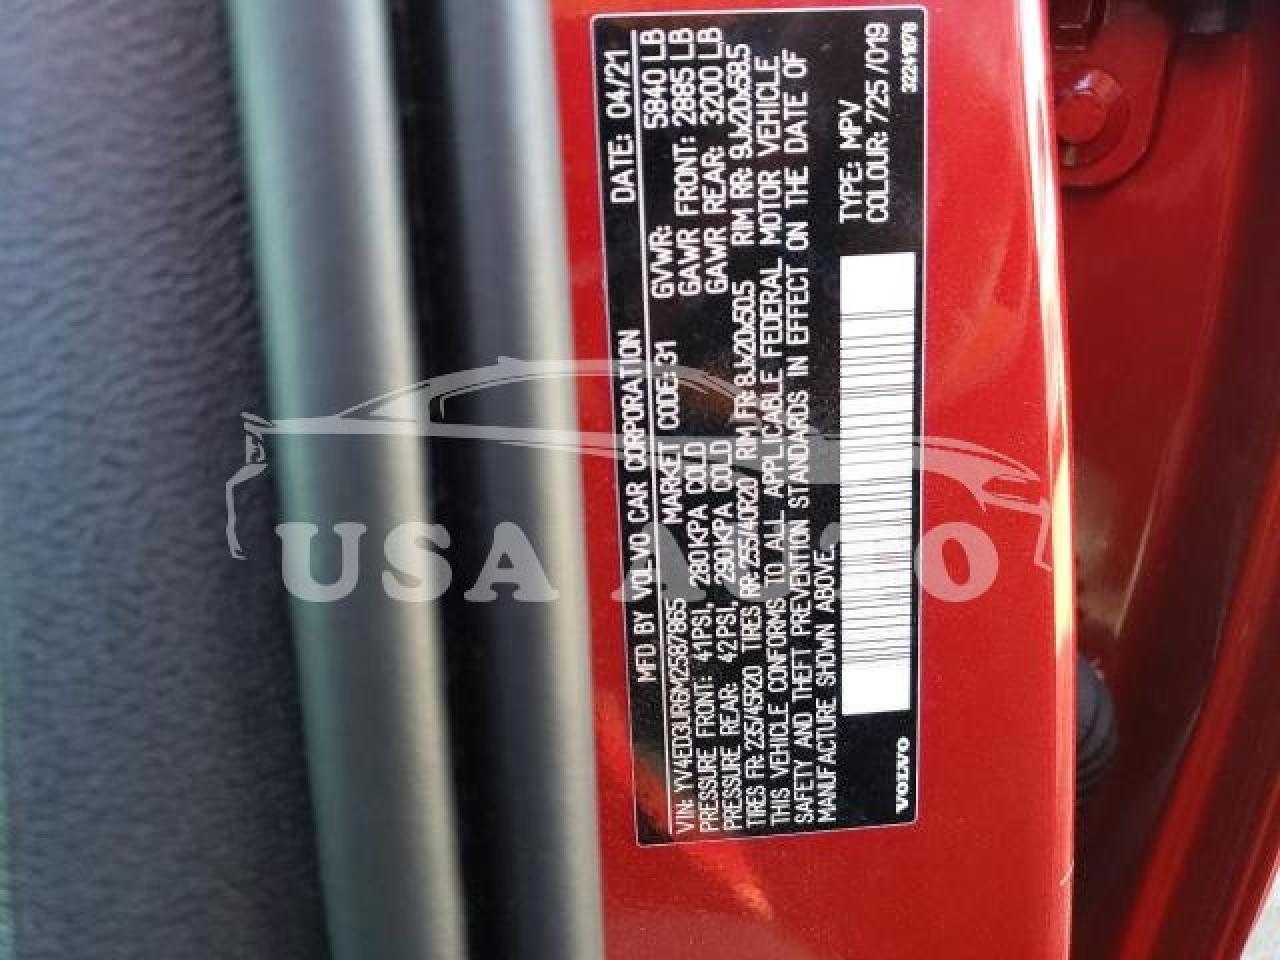 MFD BY VOLVO CAR CORPORATION DATE: 04/21
VIN: YV4ED3UR6M2587865 MARKET CODE: 31 GVWR: 5840 LB
PRESSURE FRONT: 41PSI, 280KPA COLD GAWR FRONT: 2885 LB
PRESSURE REAR: 42PSI, 290KPA COLD GAWR REAR: 3200 LB
TIRES FR: 235/45R20 TIRES RR: 255/40R20 RIM FR: 8Jx20x50.5 RIM RR: 9Jx20x58.5
THIS VEHICLE CONFORMS TO ALL APPLICABLE FEDERAL MOTOR VEHICLE
SAFETY AND THEFT PREVENTION STANDARDS IN EFFECT ON THE DATE OF
MANUFACTURE SHOWN ABOVE.
TYPE: MPV
COLOUR: 725 /019
VOLVO 32241078
USA AUTO